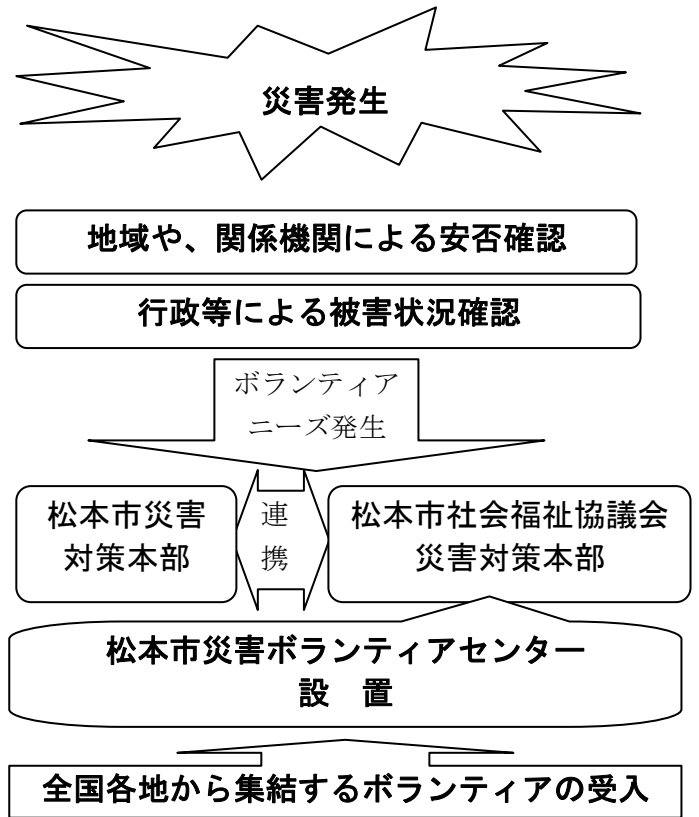 災害発生
地域や、関係機関による安否確認
行政等による被害状況確認
ボランティア
ニーズ発生
松本市災害
対策本部
連
携
松本市社会福祉協議会
災害対策本部
松本市災害ボランティアセンター
設　置
全国各地から集結するボランティアの受入